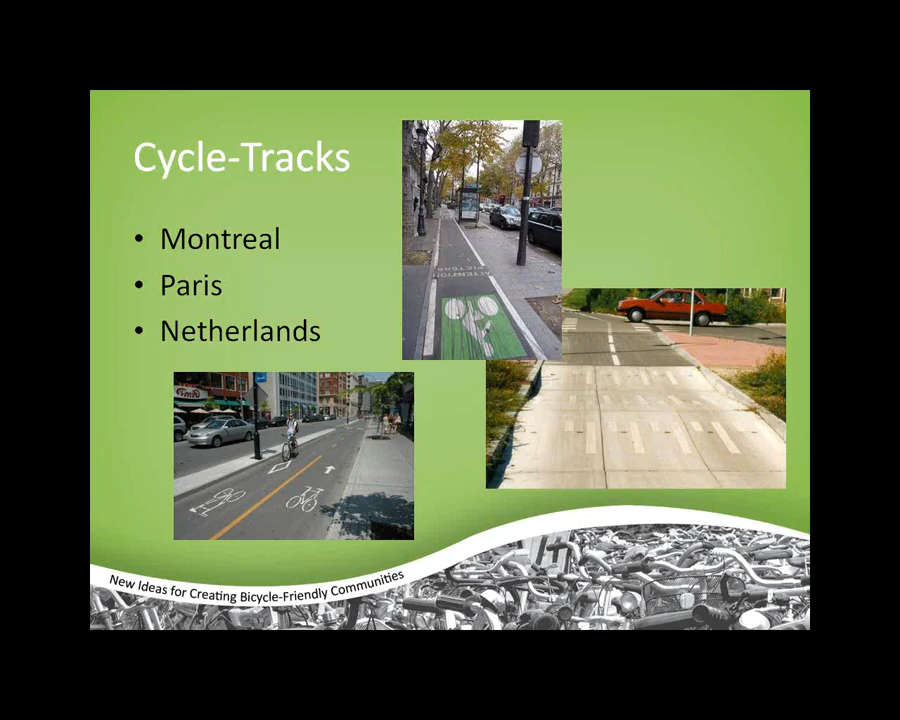 Cycle-Tracks
• Montreal
• Paris
• Netherlands
New Ideas for Creating Bicycle-Friendly Communities